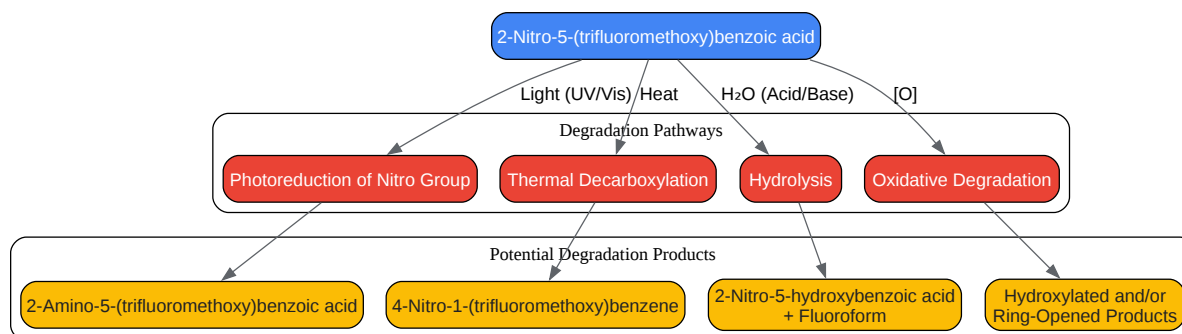 2-Nitro-5-(trifluoromethoxy)benzoic acid
Light (UV/Vis)
Heat
H₂O (Acid/Base)
[O]
Degradation Pathways
Photoreduction of Nitro Group
Thermal Decarboxylation
Hydrolysis
Oxidative Degradation
Potential Degradation Products
2-Amino-5-(trifluoromethoxy)benzoic acid
4-Nitro-1-(trifluoromethoxy)benzene
2-Nitro-5-hydroxybenzoic acid
+ Fluoroform
Hydroxylated and/or
Ring-Opened Products